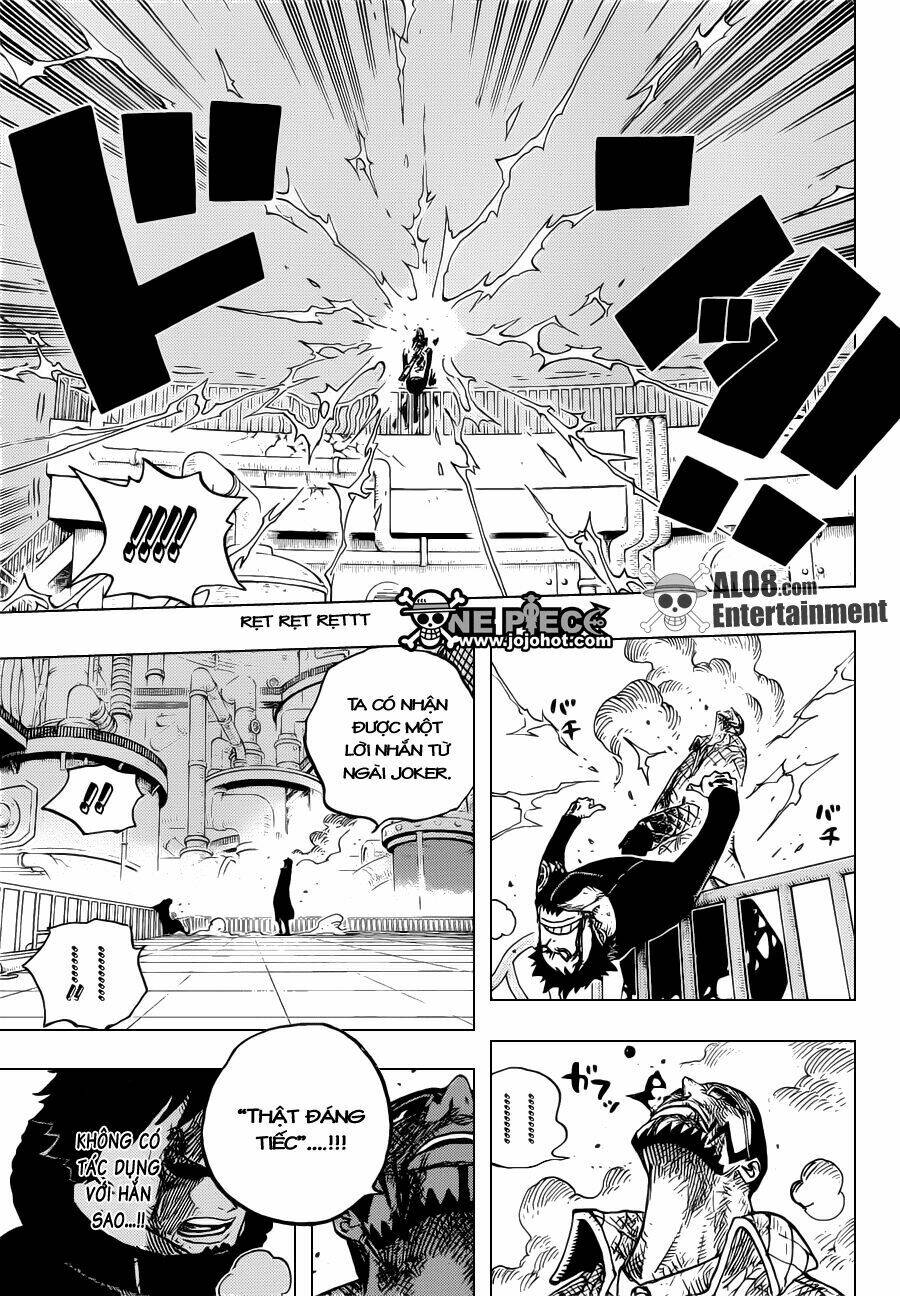 ドン!!
!!!!!
AL08.com
Entertainment
RẸT RẸT RẸTTT
ONE PIECE
www.jojohot.com
バチ
バチ
TA CÓ NHẬN
ĐƯỢC MỘT
LỜI NHẮN TỪ
NGÀI JOKER.
!!
!!
ガフッ
“THẬT ĐÁNG
TIẾC”....!!!
KHÔNG CÓ
TÁC DỤNG
VỚI HẮN
SAO...!!